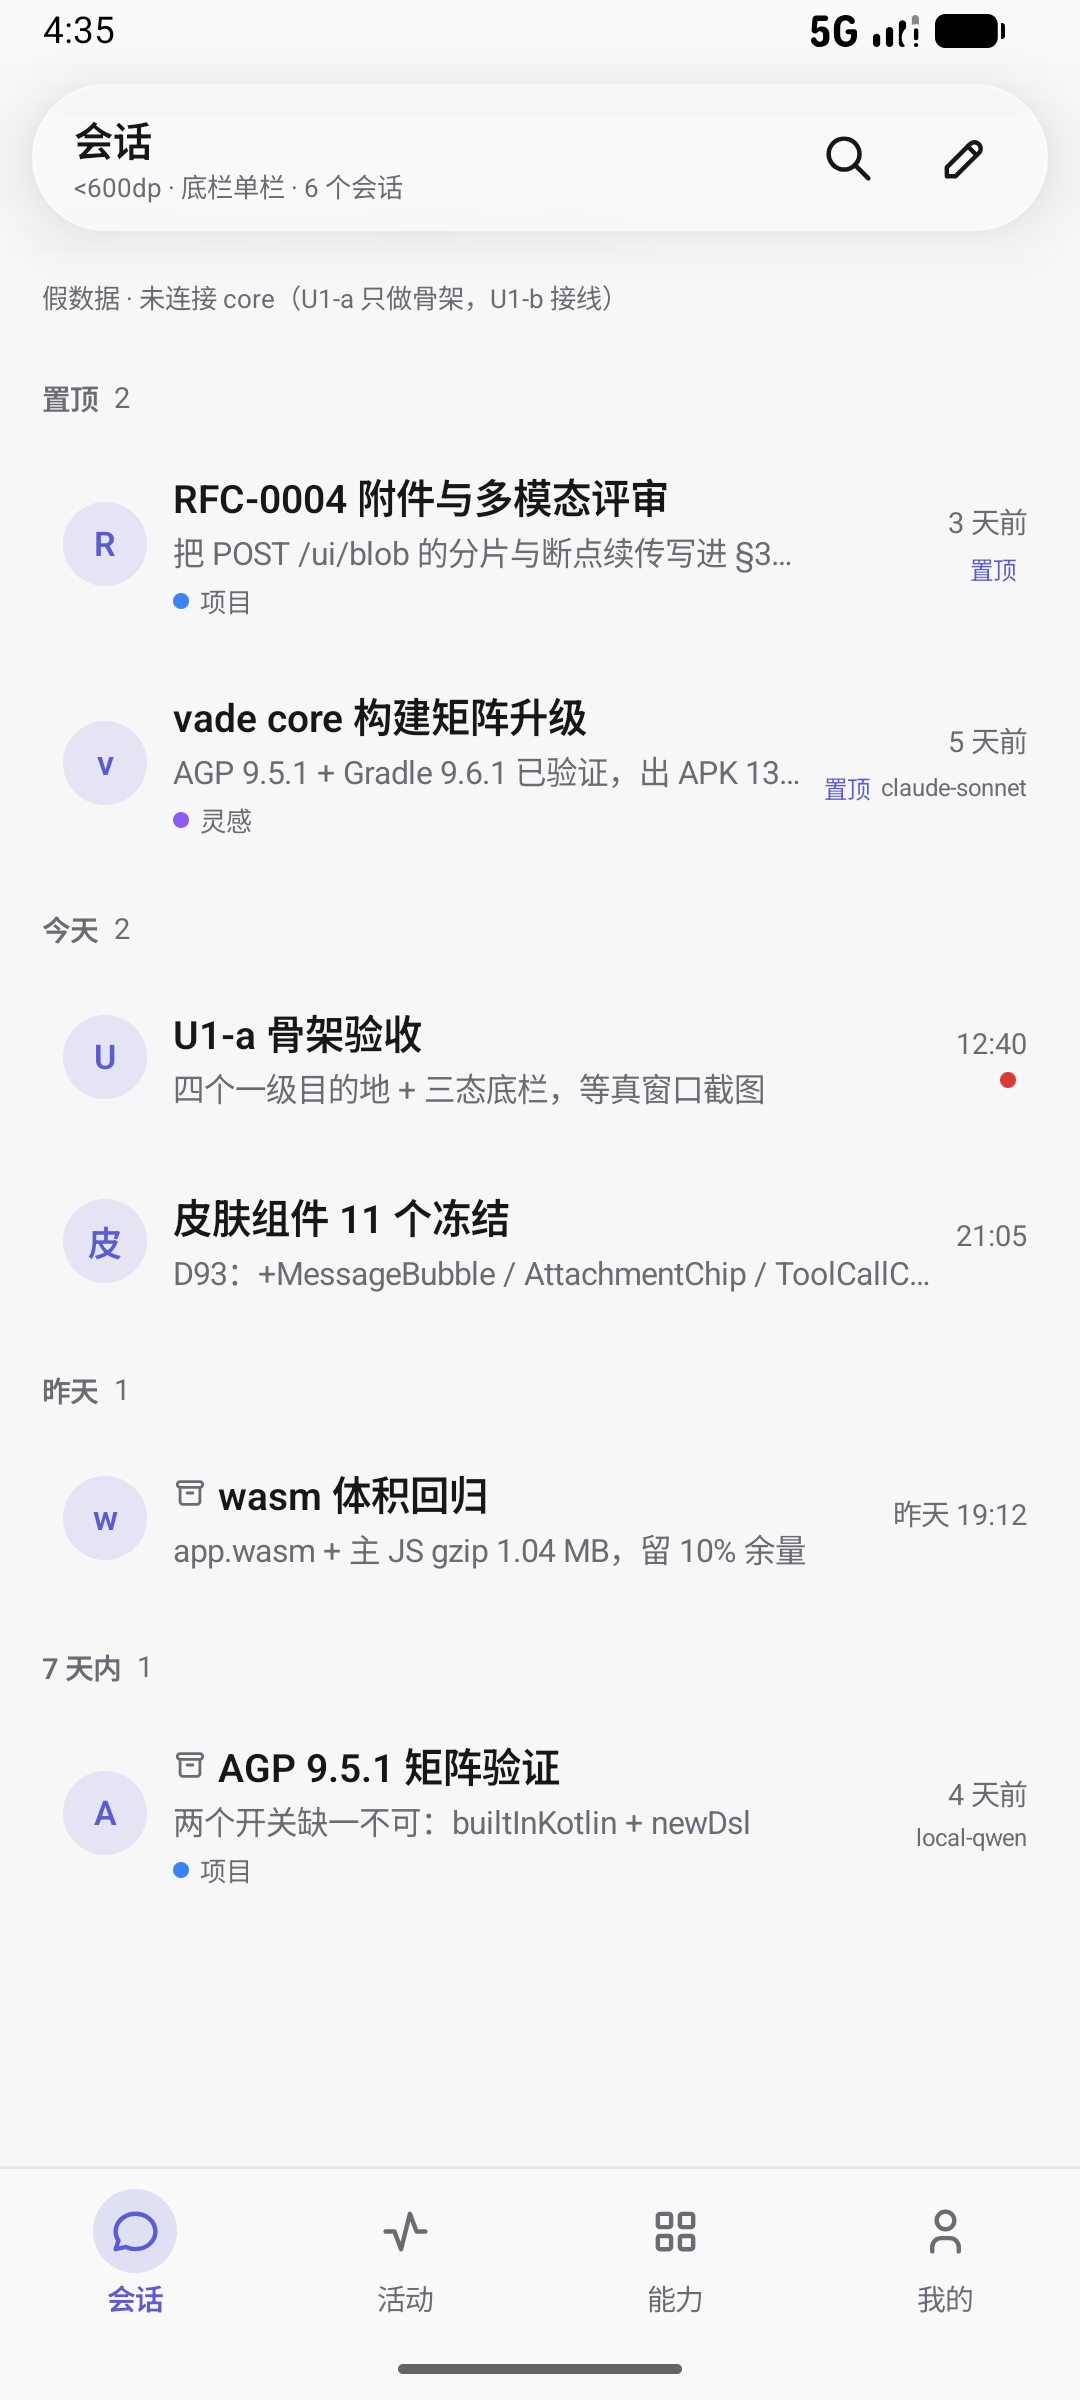 4:35
5G
会话
<600dp · 底栏单栏 · 6 个会话
假数据 · 未连接 core（U1-a 只做骨架，U1-b 接线）
置顶 2
R
RFC-0004 附件与多模态评审
把 POST /ui/blob 的分片与断点续传写进 §3...
项目
3 天前
置顶
v
vade core 构建矩阵升级
AGP 9.5.1 + Gradle 9.6.1 已验证，出 APK 13...
灵感
5 天前
置顶 claude-sonnet
今天 2
U
U1-a 骨架验收
四个一级目的地 + 三态底栏，等真窗口截图
12:40
皮
皮肤组件 11 个冻结
D93：+MessageBubble / AttachmentChip / ToolCallC...
21:05
昨天 1
w
wasm 体积回归
app.wasm + 主 JS gzip 1.04 MB，留 10% 余量
昨天 19:12
7 天内 1
A
AGP 9.5.1 矩阵验证
两个开关缺一不可：builtInKotlin + newDsl
项目
4 天前
local-qwen
会话
活动
能力
我的